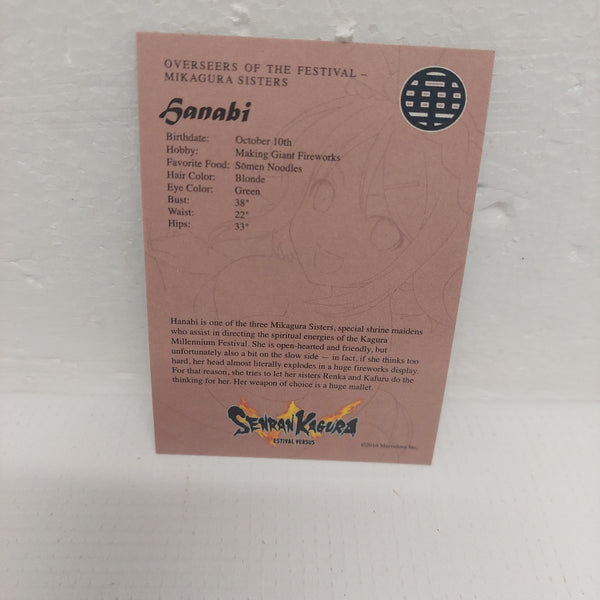 OVERSEERS OF THE FESTIVAL –
MIKAGURA SISTERS
Hanabi
Birthdate: October 10th
Hobby: Making Giant Fireworks
Favorite Food: Sōmen Noodles
Hair Color: Blonde
Eye Color: Green
Bust: 38"
Waist: 22"
Hips: 33"
Hanabi is one of the three Mikagura Sisters, special shrine maidens
who assist in directing the spiritual energies of the Kagura
Millennium Festival. She is open-hearted and friendly, but
unfortunately also a bit on the slow side — in fact, if she thinks too
hard, her head almost literally explodes in a huge fireworks display.
For that reason, she tries to let her sisters Renka and Kafuru do the
thinking for her. Her weapon of choice is a huge mallet.
SENRAN KAGURA
ESTIVAL VERSUS
©2016 Marvelous Inc.